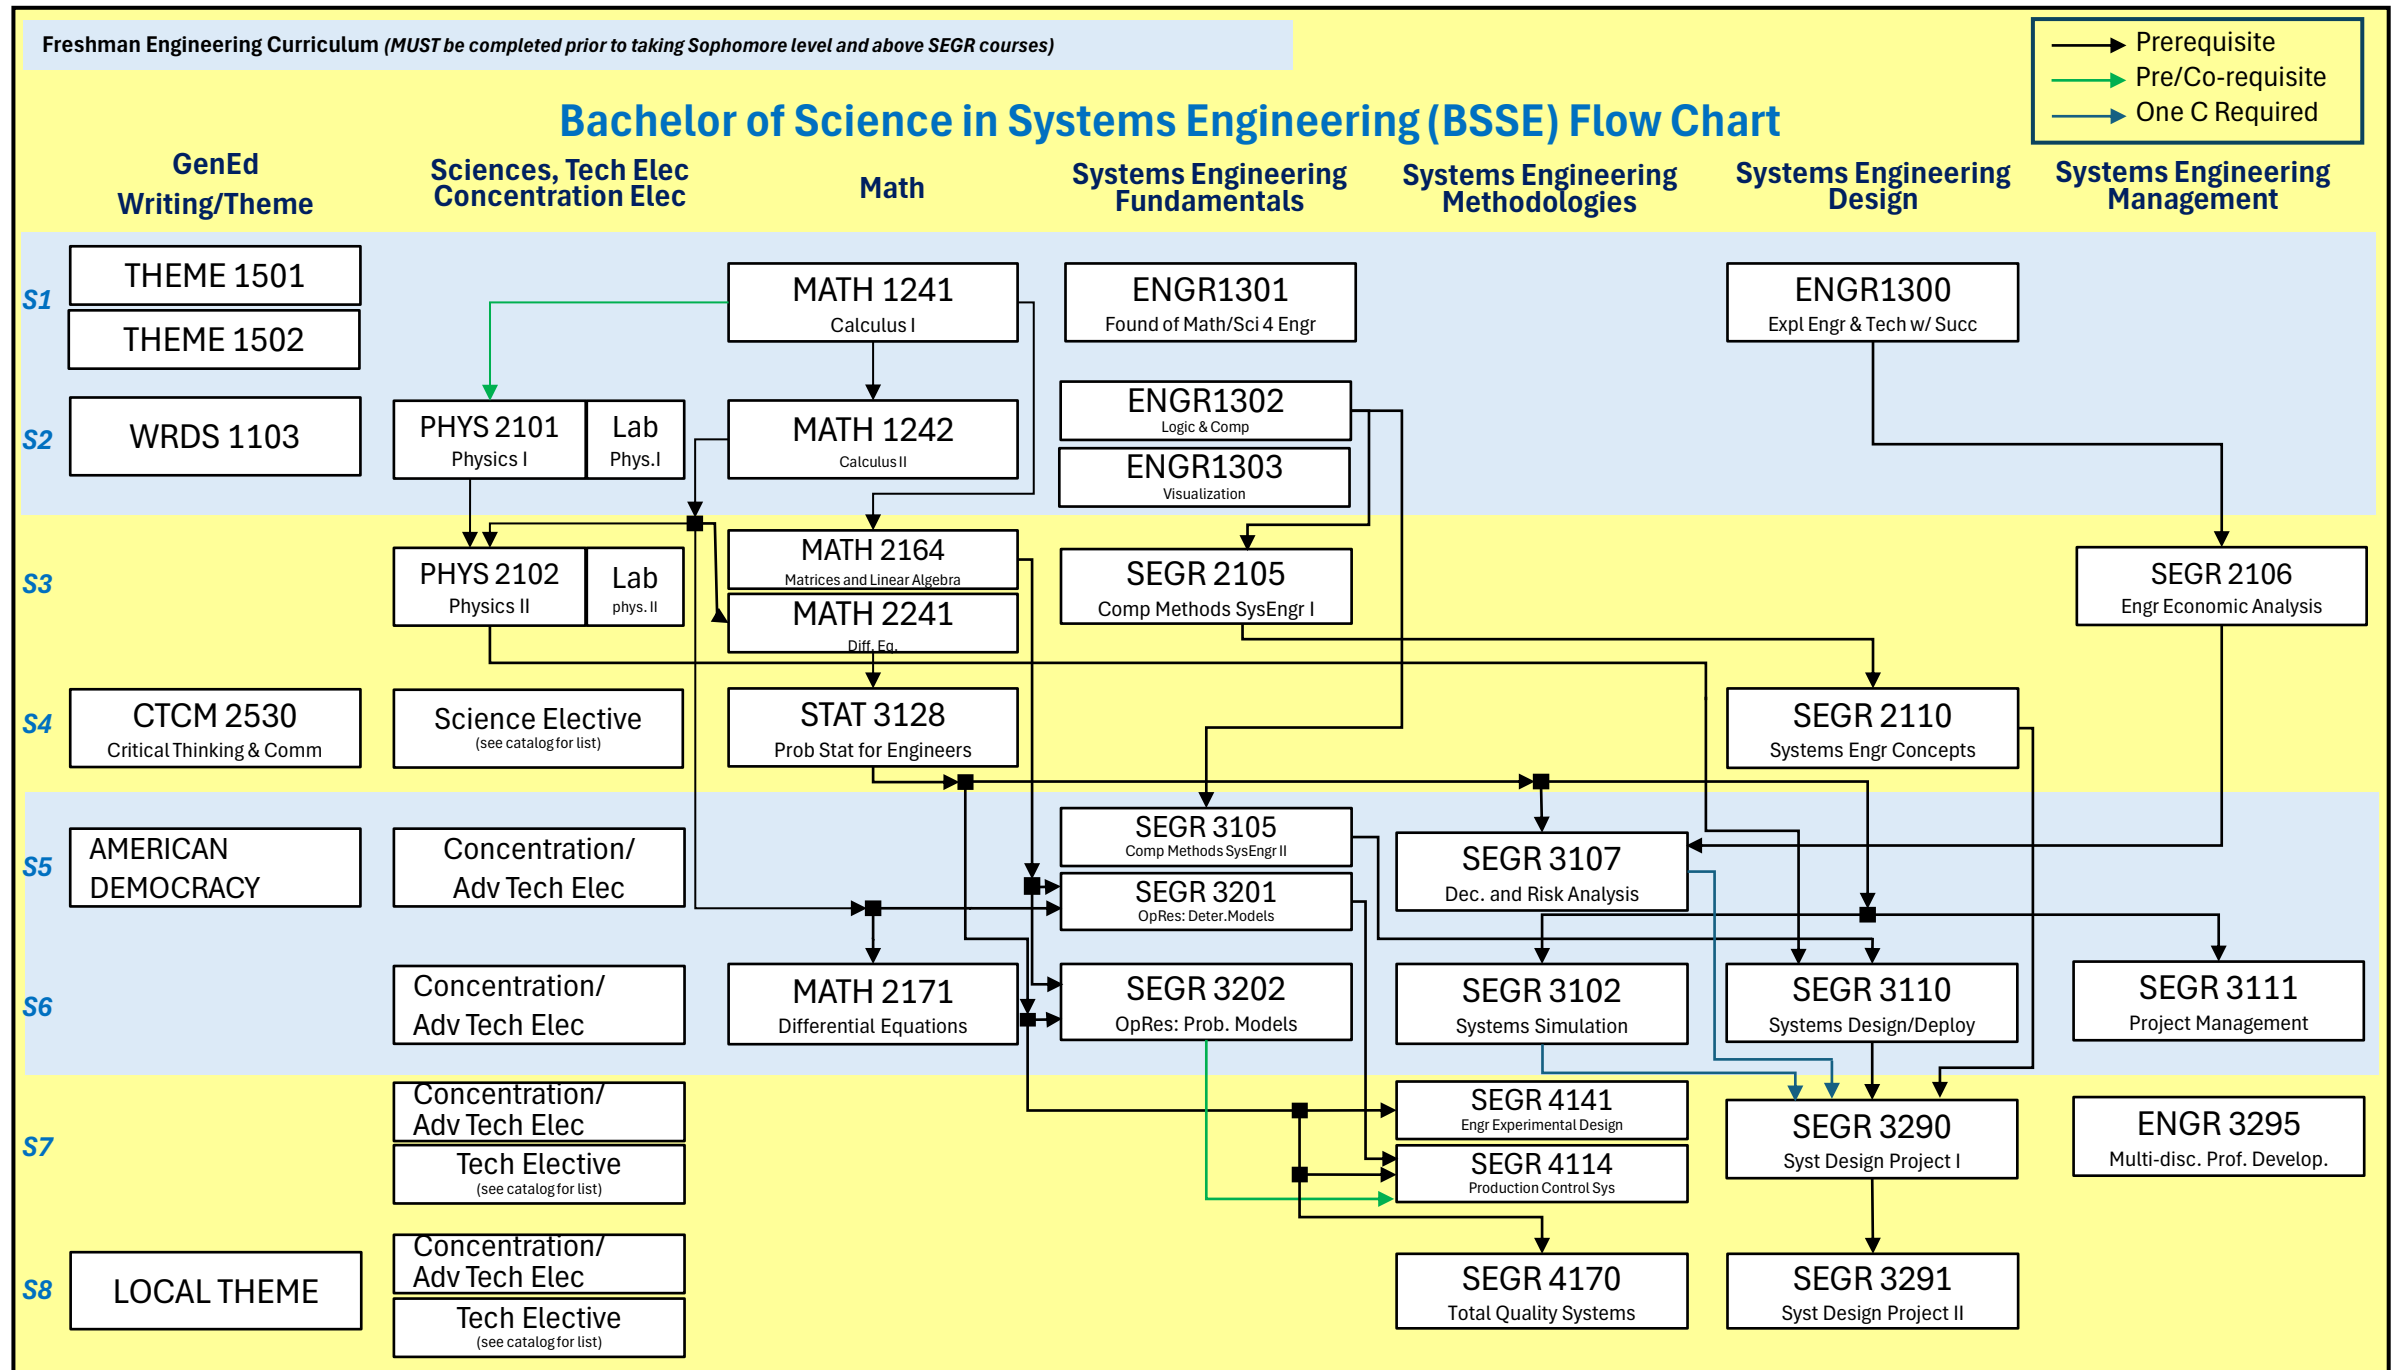 Freshman Engineering Curriculum (MUST be completed prior to taking Sophomore level and above SEGR courses)
Prerequisite
Pre/Co-requisite
One C Required
Bachelor of Science in Systems Engineering (BSSE) Flow Chart
GenEd
Writing/Theme
Sciences, Tech Elec
Concentration Elec
Math
Systems Engineering
Fundamentals
Systems Engineering
Methodologies
Systems Engineering
Design
Systems Engineering
Management
S1
THEME 1501
THEME 1502
MATH 1241
Calculus I
ENGR1301
Found of Math/Sci 4 Engr
ENGR1300
Expl Engr & Tech w/ Succ
S2
WRDS 1103
PHYS 2101
Physics I
Lab
Phys.I
MATH 1242
Calculus II
ENGR1302
Logic & Comp
ENGR1303
Visualization
S3
PHYS 2102
Physics II
Lab
phys. II
MATH 2164
Matrices and Linear Algebra
MATH 2241
Diff. Eq.
SEGR 2105
Comp Methods SysEngr I
SEGR 2106
Engr Economic Analysis
S4
CTCM 2530
Critical Thinking & Comm
Science Elective
(see catalog for list)
STAT 3128
Prob Stat for Engineers
SEGR 2110
Systems Engr Concepts
S5
AMERICAN
DEMOCRACY
Concentration/
Adv Tech Elec
SEGR 3105
Comp Methods SysEngr II
SEGR 3201
OpRes: Deter.Models
SEGR 3107
Dec. and Risk Analysis
S6
Concentration/
Adv Tech Elec
MATH 2171
Differential Equations
SEGR 3202
OpRes: Prob. Models
SEGR 3102
Systems Simulation
SEGR 3110
Systems Design/Deploy
SEGR 3111
Project Management
S7
Concentration/
Adv Tech Elec
Tech Elective
(see catalog for list)
SEGR 4141
Engr Experimental Design
SEGR 4114
Production Control Sys
SEGR 3290
Syst Design Project I
ENGR 3295
Multi-disc. Prof. Develop.
S8
LOCAL THEME
Concentration/
Adv Tech Elec
Tech Elective
(see catalog for list)
SEGR 4170
Total Quality Systems
SEGR 3291
Syst Design Project II